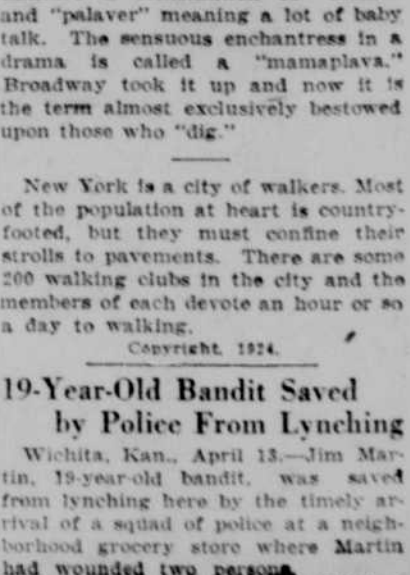 and "palaver" meaning a lot of baby
talk. The sensuous enchantress in a
drama is called a "mamaplava."
Broadway took it up and now it is
the term almost exclusively bestowed
upon those who "dig."
New York is a city of walkers. Most
of the population at heart is country-
footed, but they must confine their
strolls to pavements. There are some
200 walking clubs in the city and the
members of each devote an hour or so
a day to walking.
Copyright, 1924.
19-Year-Old Bandit Saved
by Police From Lynching
Wichita, Kan., April 13.—Jim Mar-
tin, 19-year-old bandit, was saved
from lynching here by the timely ar-
rival of a squad of police at a neigh-
borhood grocery store where Martin
had wounded two persons.